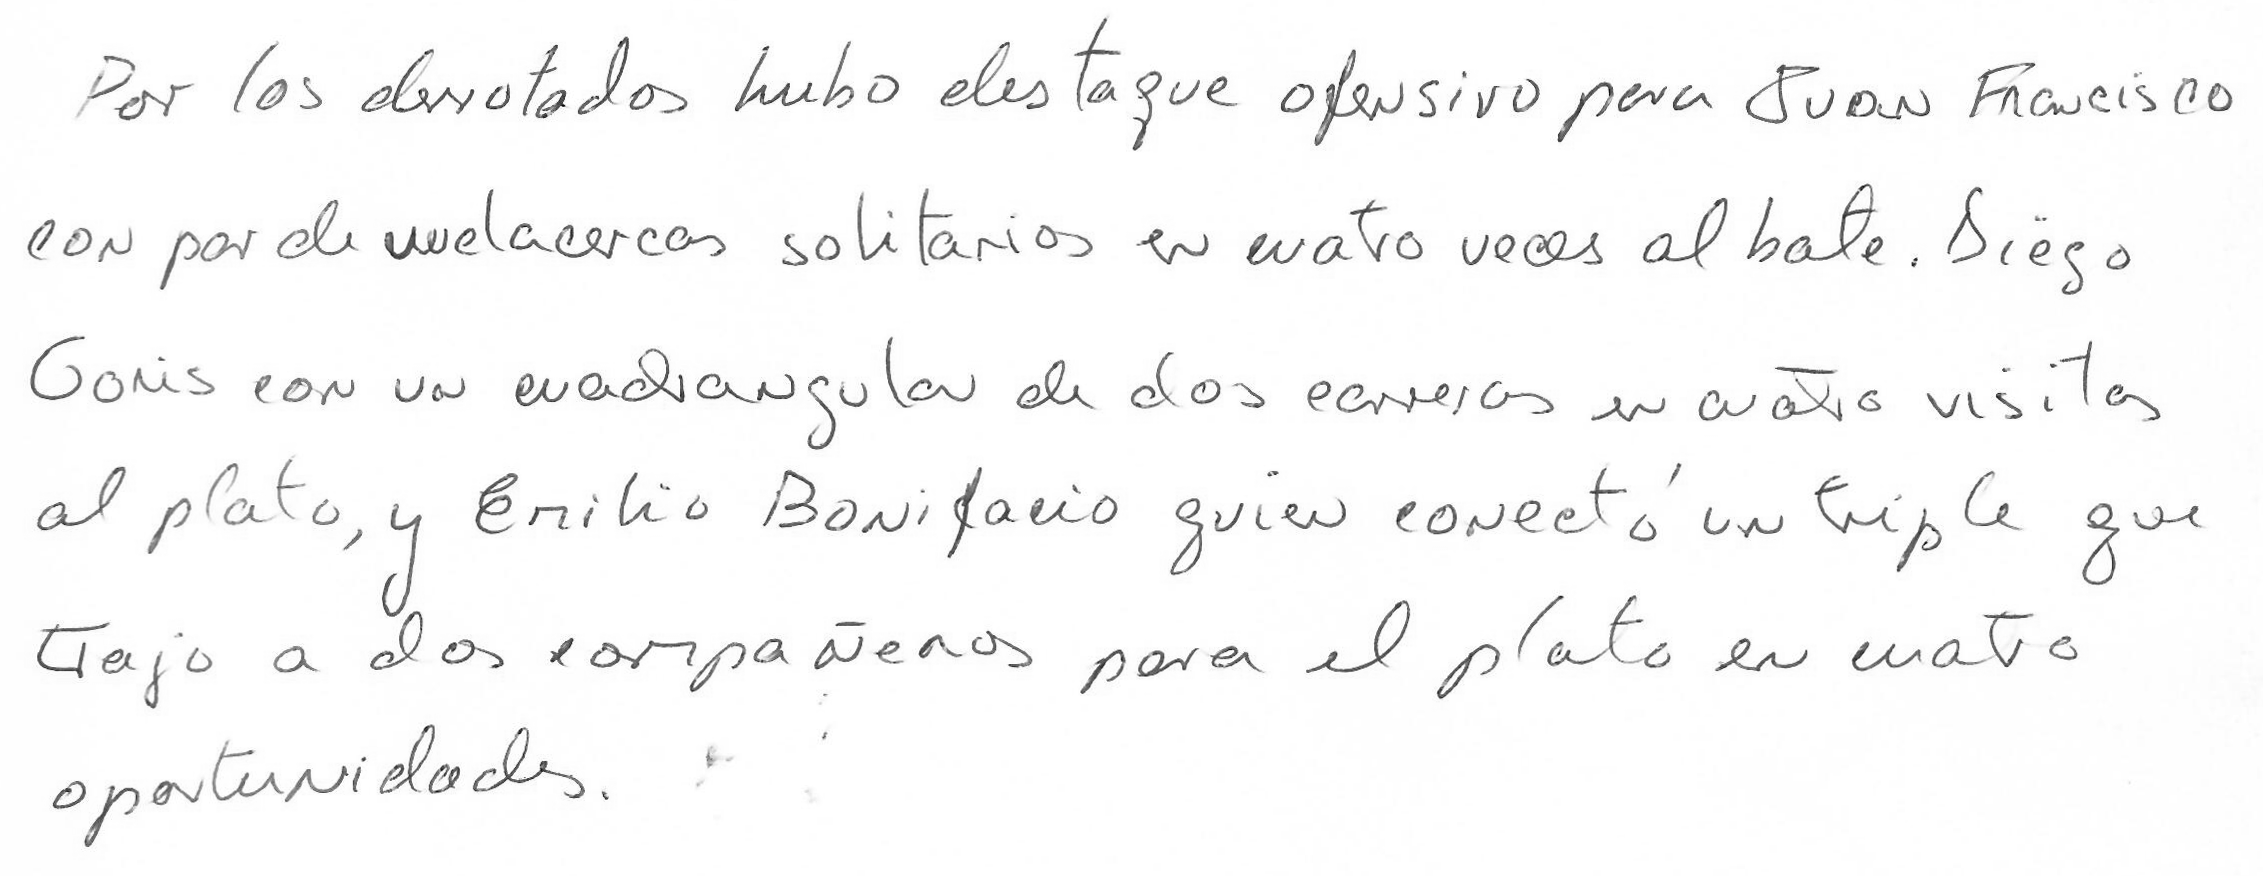 Por los derrotados hubo destaque ofensivo para Juan Francisco
con par de vuelacercas solitarios en cuatro veces al bate. Diego
Goris con un cuadrangular de dos carreras en cuatro visitas
al plato, y Emilio Bonifacio quien conectó un triple que
trajo a dos compañeros para el plato en cuatro
oportunidades.